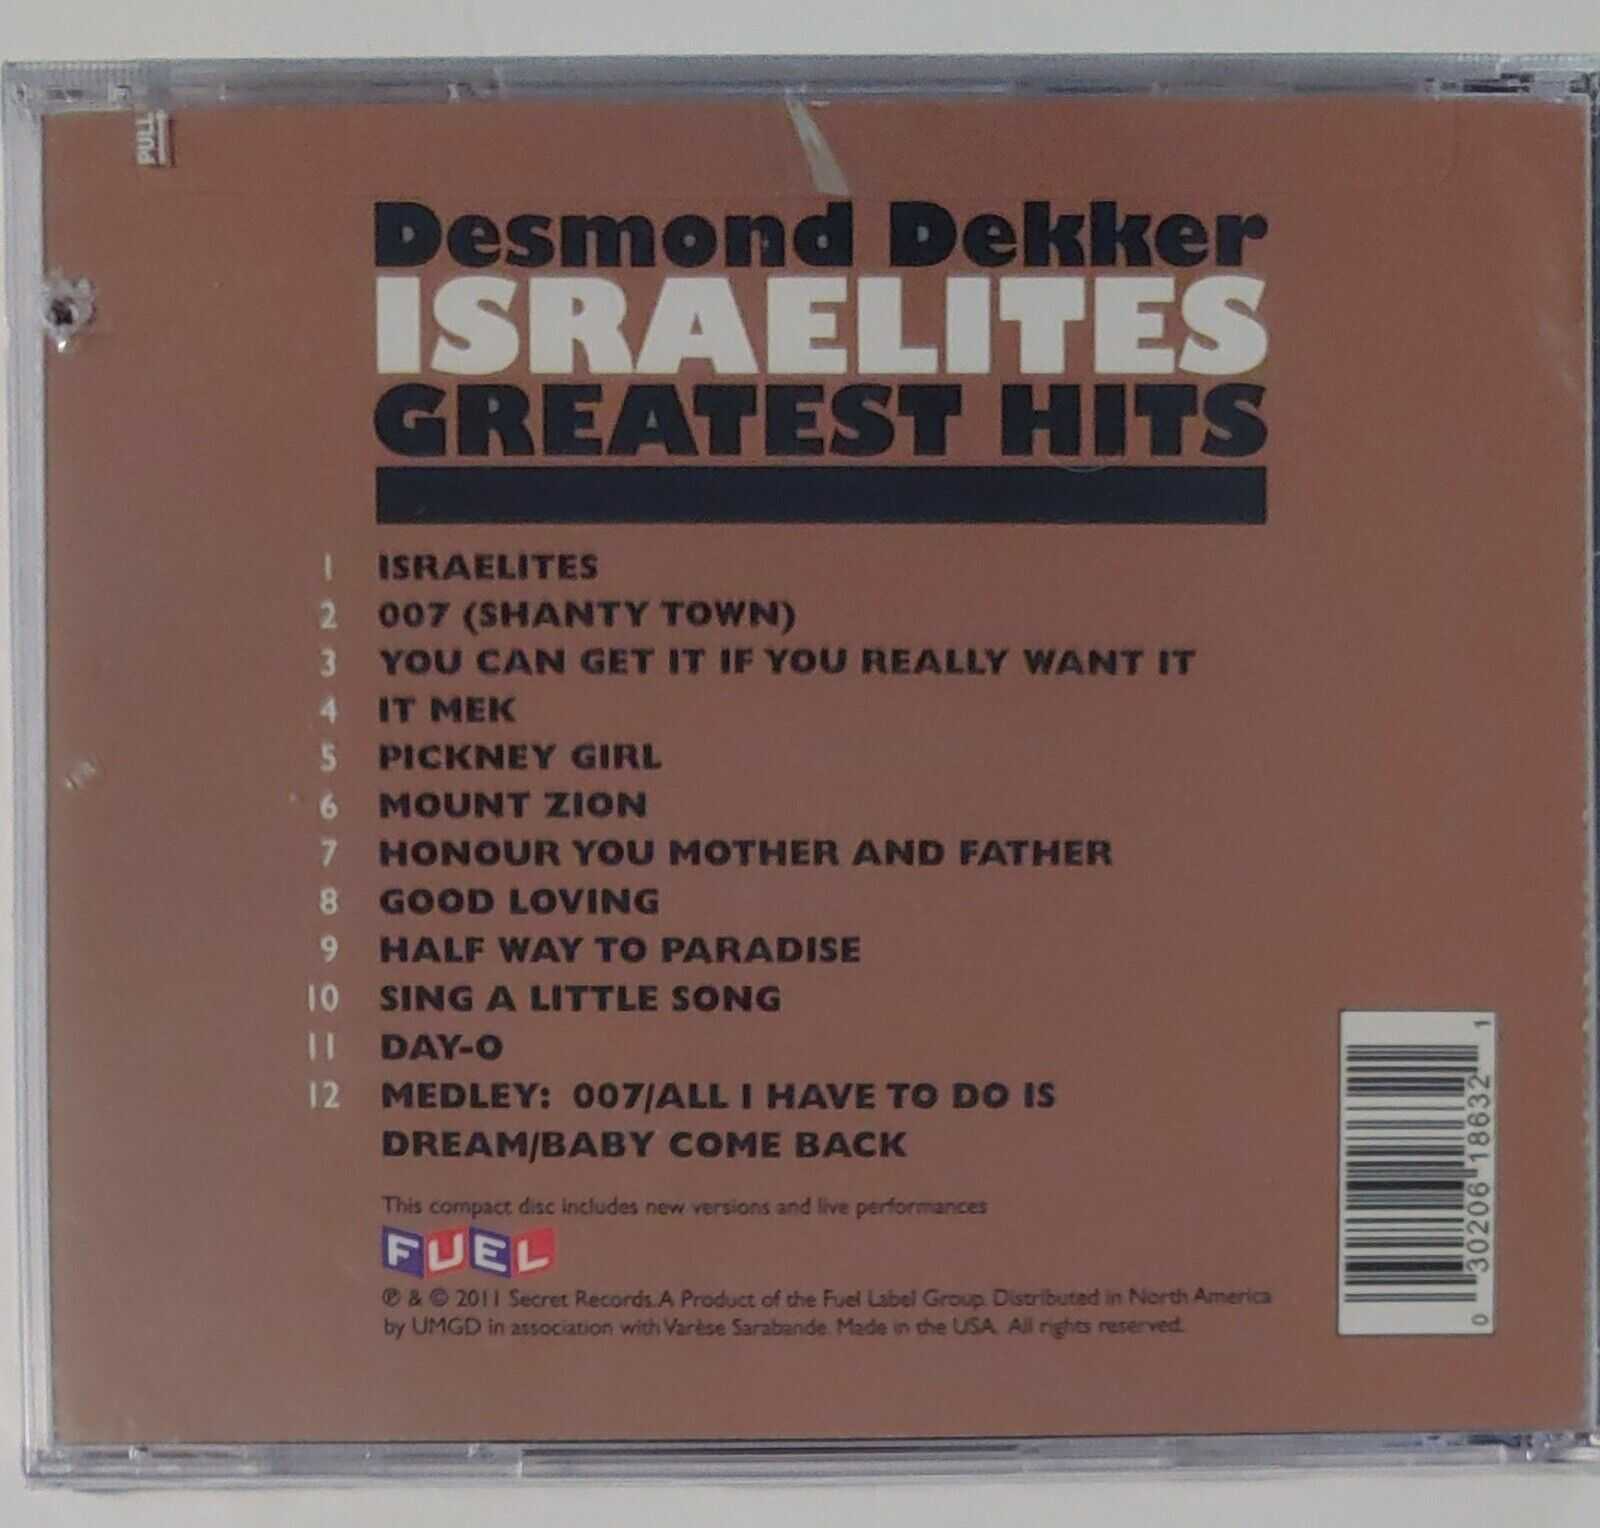 PULL
Desmond Dekker
ISRAELITES
GREATEST HITS
1 ISRAELITES
2 007 (SHANTY TOWN)
3 YOU CAN GET IT IF YOU REALLY WANT IT
4 IT MEK
5 PICKNEY GIRL
6 MOUNT ZION
7 HONOUR YOU MOTHER AND FATHER
8 GOOD LOVING
9 HALF WAY TO PARADISE
10 SING A LITTLE SONG
11 DAY-O
12 MEDLEY: 007/ALL I HAVE TO DO IS
DREAM/BABY COME BACK
This compact disc includes new versions and live performances
FUEL
℗ & © 2011 Secret Records. A Product of the Fuel Label Group. Distributed in North America
by UMGD in association with Varèse Sarabande. Made in the USA. All rights reserved.
0 30206 18632 1